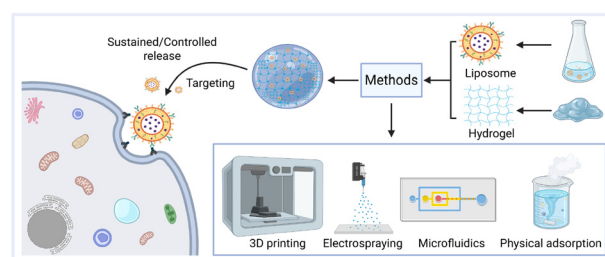 Sustained/Controlled
release
Targeting
Methods
Liposome
Hydrogel
3D printing
Electrospraying
Microfluidics
Physical adsorption